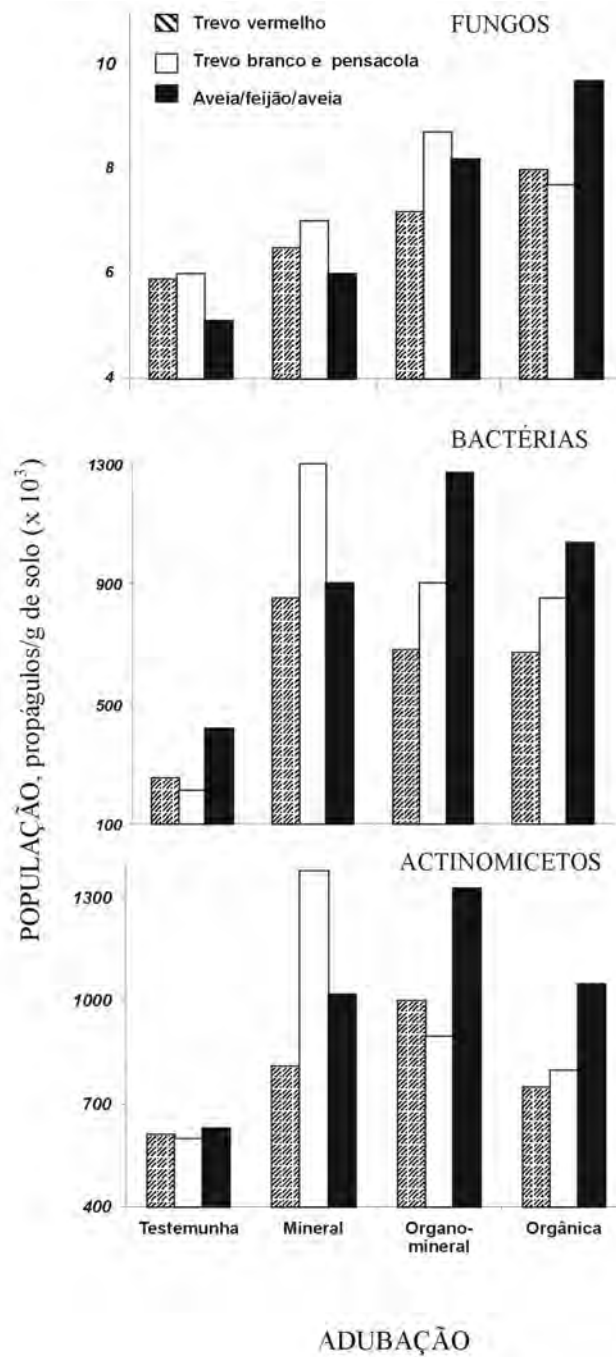 FUNGOS
Trevo vermelho
Trevo branco e pensacola
Aveia/feijão/aveia
10
8
6
4
BACTÉRIAS
1300
900
500
100
POPULAÇÃO, propágulos/g de solo (x 10³)
ACTINOMICETOS
1300
1000
700
400
Testemunha Mineral Organo- Orgânica
mineral
ADUBAÇÃO